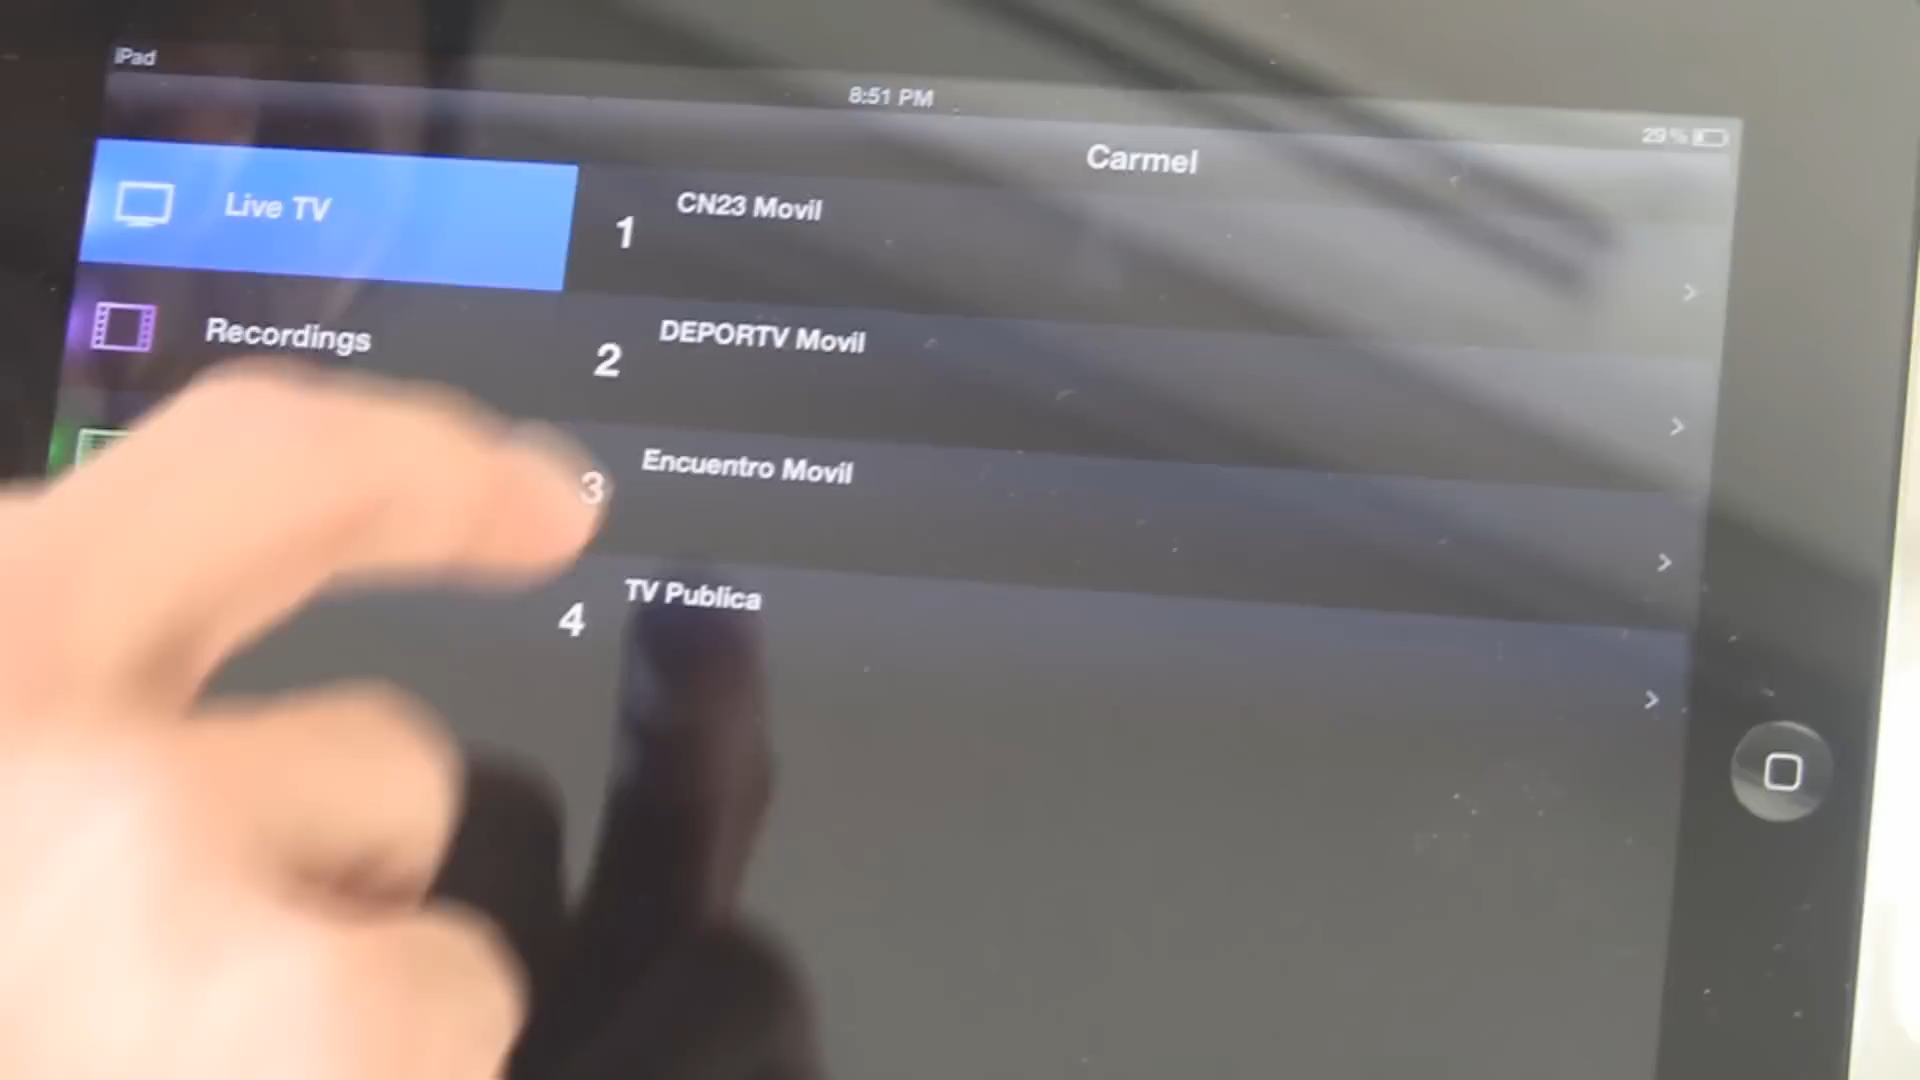 iPad
8:51 PM
29%
Carmel
Live TV
Recordings
1 CN23 Movil
2 DEPORTV Movil
3 Encuentro Movil
4 TV Publica